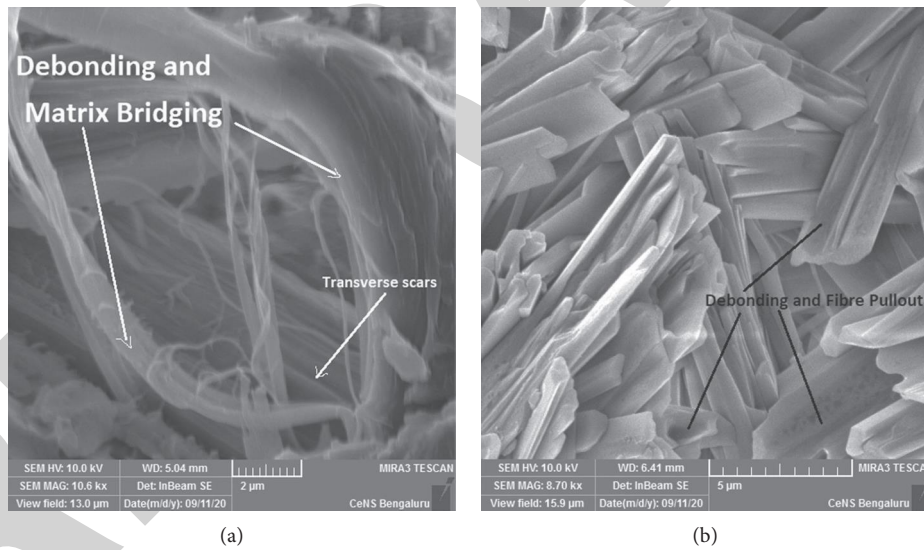 Debonding and
Matrix Bridging
Transverse scars
SEM HV: 10.0 kV WD: 5.04 mm MIRA3 TESCAN
SEM MAG: 10.6 kx Det: InBeam SE 2 µm
View field: 13.0 µm Date(m/d/y): 09/11/20 CeNS Bengaluru
(a)
Debonding and Fibre Pullout
SEM HV: 10.0 kV WD: 6.41 mm MIRA3 TESCA
SEM MAG: 8.70 kx Det: InBeam SE 5 µm
View field: 15.9 µm Date(m/d/y): 09/11/20 CeNS Bengaluru
(b)